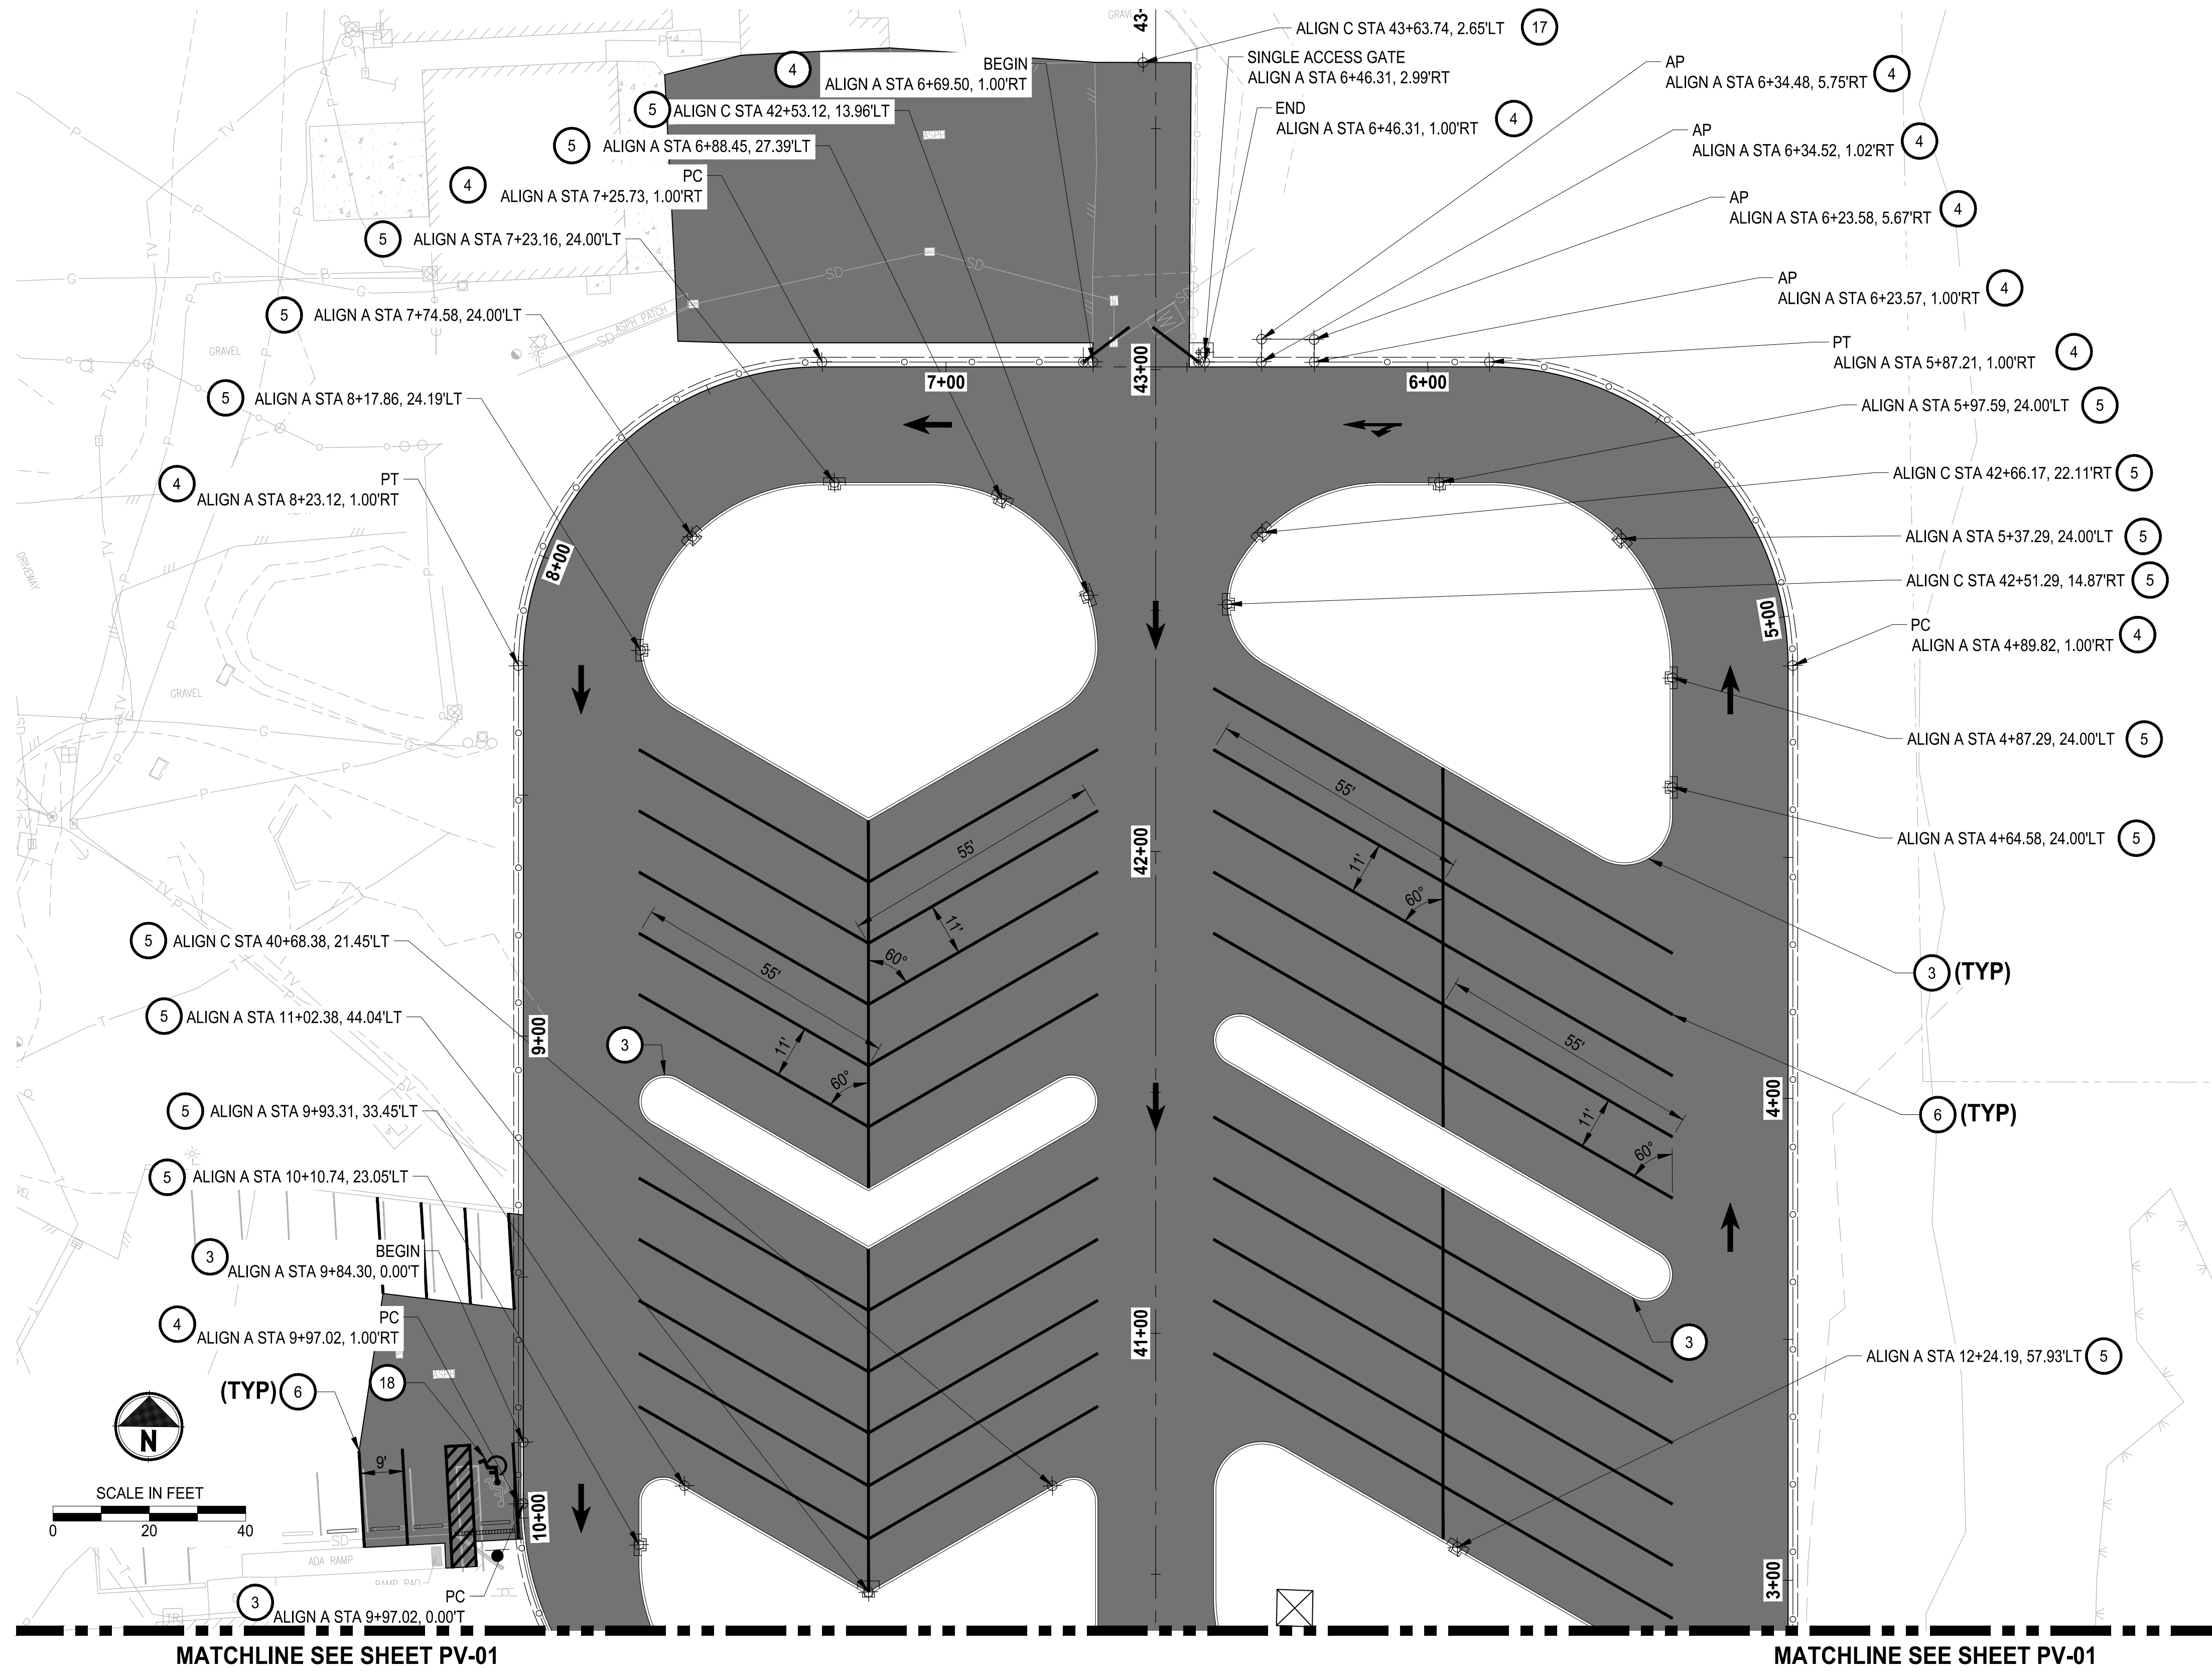 43+
GRAVEL
ALIGN C STA 43+63.74, 2.65'LT
17
4
BEGIN
ALIGN A STA 6+69.50, 1.00'RT
SINGLE ACCESS GATE
ALIGN A STA 6+46.31, 2.99'RT
AP
ALIGN A STA 6+34.48, 5.75'RT
4
5
ALIGN C STA 42+53.12, 13.96'LT
END
ALIGN A STA 6+46.31, 1.00'RT
4
ASPH
5
ALIGN A STA 6+88.45, 27.39'LT
AP
ALIGN A STA 6+34.52, 1.02'RT
4
4
PC
ALIGN A STA 7+25.73, 1.00'RT
AP
ALIGN A STA 6+23.58, 5.67'RT
4
5
ALIGN A STA 7+23.16, 24.00'LT
AP
ALIGN A STA 6+23.57, 1.00'RT
4
5
ALIGN A STA 7+74.58, 24.00'LT
ASPH PATCH
SD
SD
SD
SD
W
GRAVEL
PT
ALIGN A STA 5+87.21, 1.00'RT
4
7+00
43+00
6+00
5
ALIGN A STA 8+17.86, 24.19'LT
ALIGN A STA 5+97.59, 24.00'LT
5
4
PT
ALIGN A STA 8+23.12, 1.00'RT
ALIGN C STA 42+66.17, 22.11'RT
5
8+00
DRIVEWAY
ALIGN A STA 5+37.29, 24.00'LT
5
ALIGN C STA 42+51.29, 14.87'RT
5
5+00
PC
ALIGN A STA 4+89.82, 1.00'RT
4
GRAVEL
ALIGN A STA 4+87.29, 24.00'LT
5
55'
55'
ALIGN A STA 4+64.58, 24.00'LT
5
42+00
11'
60°
11'
60°
5
ALIGN C STA 40+68.38, 21.45'LT
55'
3
(TYP)
5
ALIGN A STA 11+02.38, 44.04'LT
9+00
3
11'
60°
55'
11'
60°
4+00
6
(TYP)
5
ALIGN A STA 9+93.31, 33.45'LT
5
ALIGN A STA 10+10.74, 23.05'LT
3
BEGIN
ALIGN A STA 9+84.30, 0.00'T
4
PC
ALIGN A STA 9+97.02, 1.00'RT
41+00
3
ALIGN A STA 12+24.19, 57.93'LT
5
ASPH
(TYP)
6
18
N
9'
SCALE IN FEET
0
20
40
10+00
SD
ADA RAMP
RAMP PAD
3+00
3
PC
ALIGN A STA 9+97.02, 0.00'T
TR
MATCHLINE SEE SHEET PV-01
MATCHLINE SEE SHEET PV-01